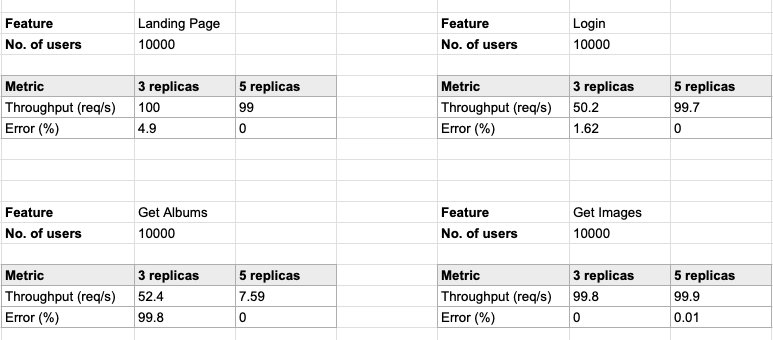 Feature Landing Page
No. of users 10000
Metric 3 replicas 5 replicas
Throughput (req/s) 100 99
Error (%) 4.9 0
Feature Login
No. of users 10000
Metric 3 replicas 5 replicas
Throughput (req/s) 50.2 99.7
Error (%) 1.62 0
Feature Get Albums
No. of users 10000
Metric 3 replicas 5 replicas
Throughput (req/s) 52.4 7.59
Error (%) 99.8 0
Feature Get Images
No. of users 10000
Metric 3 replicas 5 replicas
Throughput (req/s) 99.8 99.9
Error (%) 0 0.01